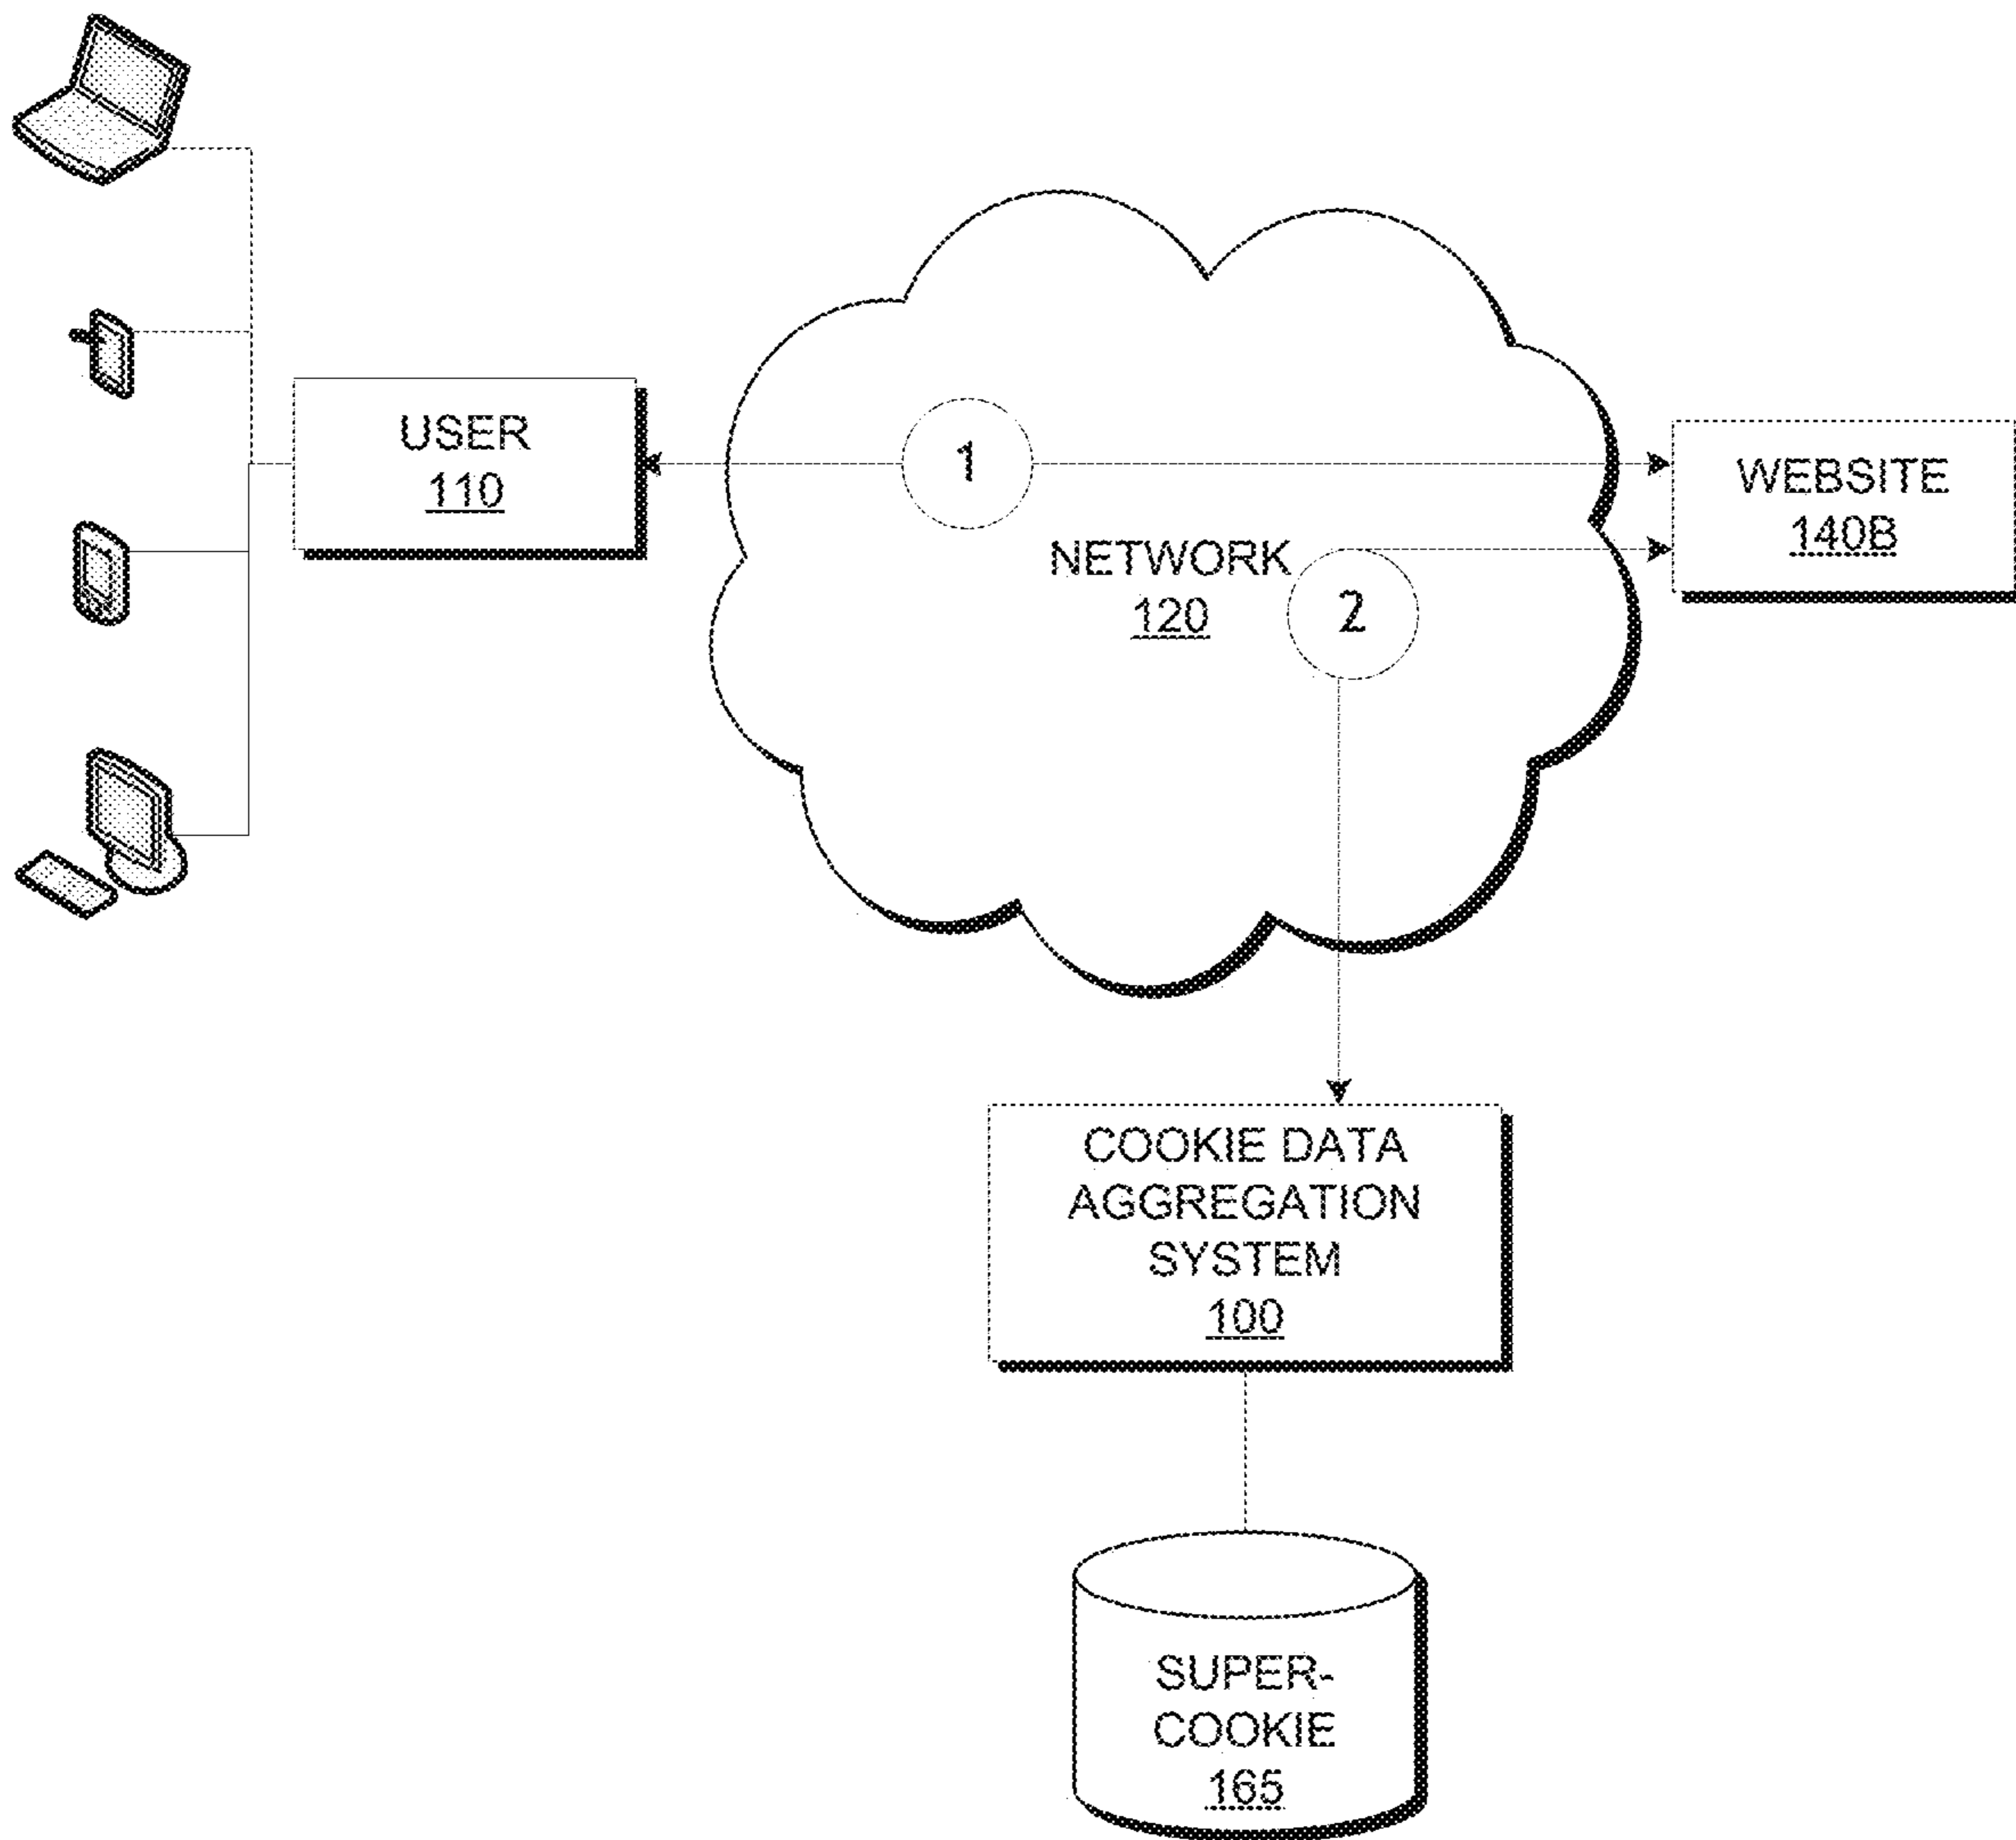 USER
110
1
WEBSITE
140B
NETWORK
120
2
COOKIE DATA
AGGREGATION
SYSTEM
100
SUPER-
COOKIE
165